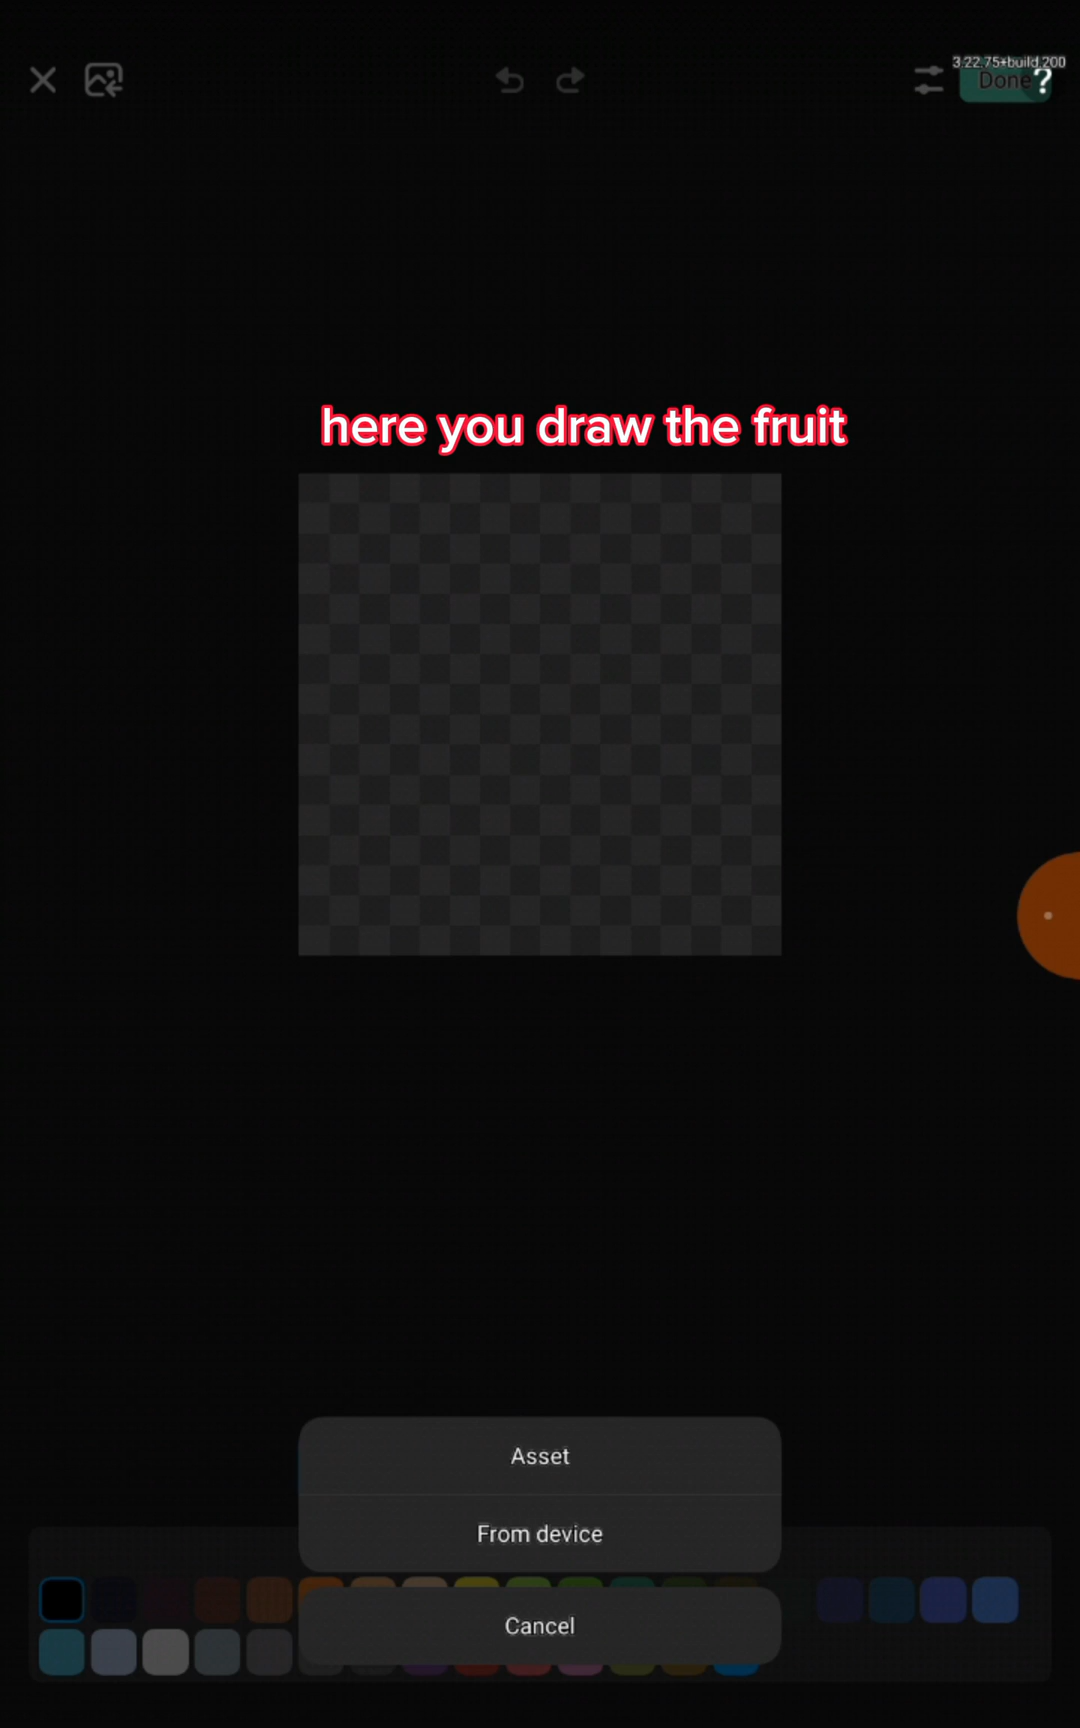 3.22.75+build.200
Done ?
here you draw the fruit
Asset
From device
Cancel